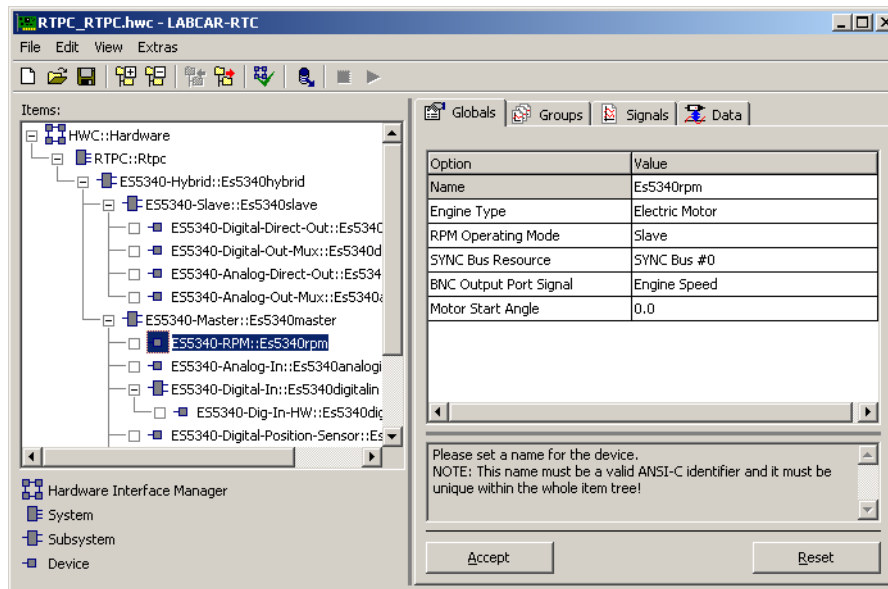 RTPC_RTPC.hwc - LABCAR-RTC
File Edit View Extras
Items:
HWC::Hardware
RTPC::Rtpc
ES5340-Hybrid::Es5340hybrid
ES5340-Slave::Es5340slave
ES5340-Digital-Direct-Out::Es5340
ES5340-Digital-Out-Mux::Es5340d
ES5340-Analog-Direct-Out::Es534
ES5340-Analog-Out-Mux::Es5340a
ES5340-Master::Es5340master
ES5340-RPM::Es5340rpm
ES5340-Analog-In::Es5340analogi
ES5340-Digital-In::Es5340digitalin
ES5340-Dig-In-HW::Es5340dig
ES5340-Digital-Position-Sensor::Es
Hardware Interface Manager
System
Subsystem
Device
Globals Groups Signals Data
Option Value
Name Es5340rpm
Engine Type Electric Motor
RPM Operating Mode Slave
SYNC Bus Resource SYNC Bus #0
BNC Output Port Signal Engine Speed
Motor Start Angle 0.0
Please set a name for the device.
NOTE: This name must be a valid ANSI-C identifier and it must be
unique within the whole item tree!
Accept Reset